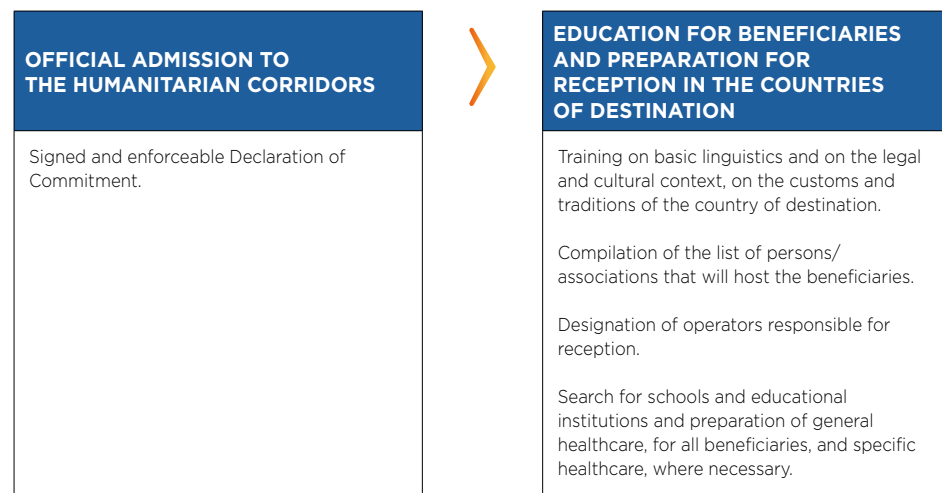 OFFICIAL ADMISSION TO
THE HUMANITARIAN CORRIDORS
Signed and enforceable Declaration of
Commitment.
EDUCATION FOR BENEFICIARIES
AND PREPARATION FOR
RECEPTION IN THE COUNTRIES
OF DESTINATION
Training on basic linguistics and on the legal
and cultural context, on the customs and
traditions of the country of destination.
Compilation of the list of persons/
associations that will host the beneficiaries.
Designation of operators responsible for
reception.
Search for schools and educational
institutions and preparation of general
healthcare, for all beneficiaries, and specific
healthcare, where necessary.